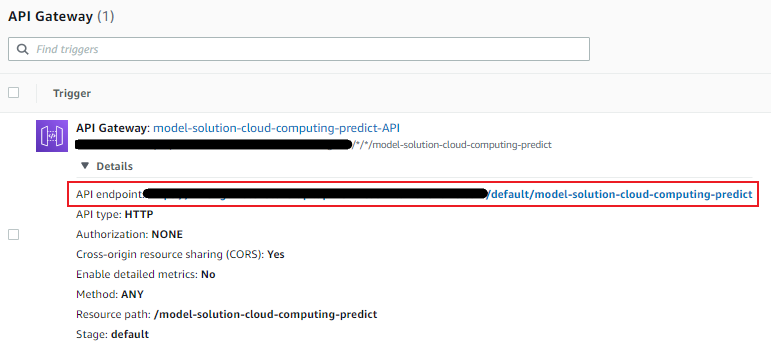 API Gateway (1)
Find triggers
Trigger
API Gateway: model-solution-cloud-computing-predict-API
/*/*/model-solution-cloud-computing-predict
▼ Details
API endpoint: /default/model-solution-cloud-computing-predict
API type: HTTP
Authorization: NONE
Cross-origin resource sharing (CORS): Yes
Enable detailed metrics: No
Method: ANY
Resource path: /model-solution-cloud-computing-predict
Stage: default